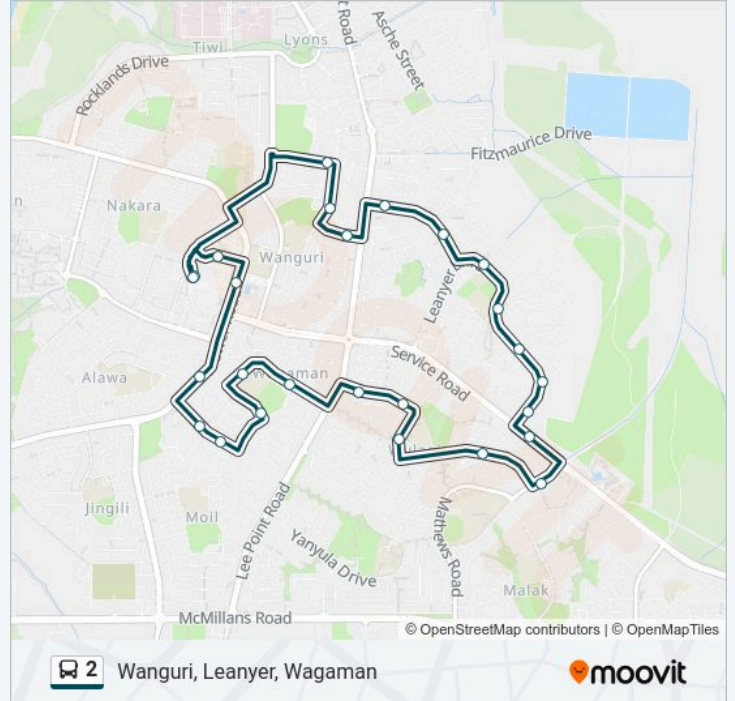 t Road
Asche Street
Lyons
Tiwi
Rocklands Drive
Fitzmaurice Drive
n
Nakara
Wanguri
Leanyer
Service Road
Alawa
Jingili
Moil
Lee Point Road
Yanyula Drive
Mathews Road
Malak
McMillans Road
© OpenStreetMap contributors | © OpenMapTiles
2 Wanguri, Leanyer, Wagaman
moovit